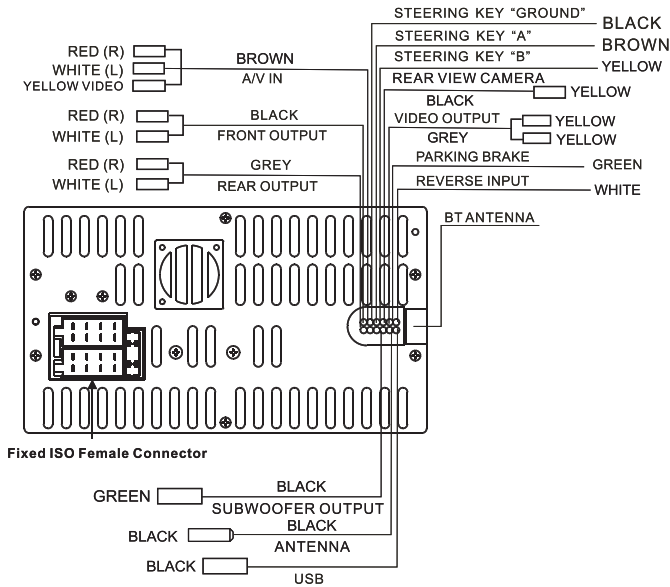 STEERING KEY “GROUND”
BLACK
STEERING KEY “A”
BROWN
STEERING KEY “B”
YELLOW
REAR VIEW CAMERA
YELLOW
BLACK
VIDEO OUTPUT
YELLOW
GREY
YELLOW
PARKING BRAKE
GREEN
REVERSE INPUT
WHITE
BT ANTENNA
RED (R)
WHITE (L)
YELLOW VIDEO
BROWN
A/V IN
RED (R)
WHITE (L)
BLACK
FRONT OUTPUT
RED (R)
WHITE (L)
GREY
REAR OUTPUT
Fixed ISO Female Connector
GREEN
BLACK
SUBWOOFER OUTPUT
BLACK
BLACK
ANTENNA
BLACK
USB